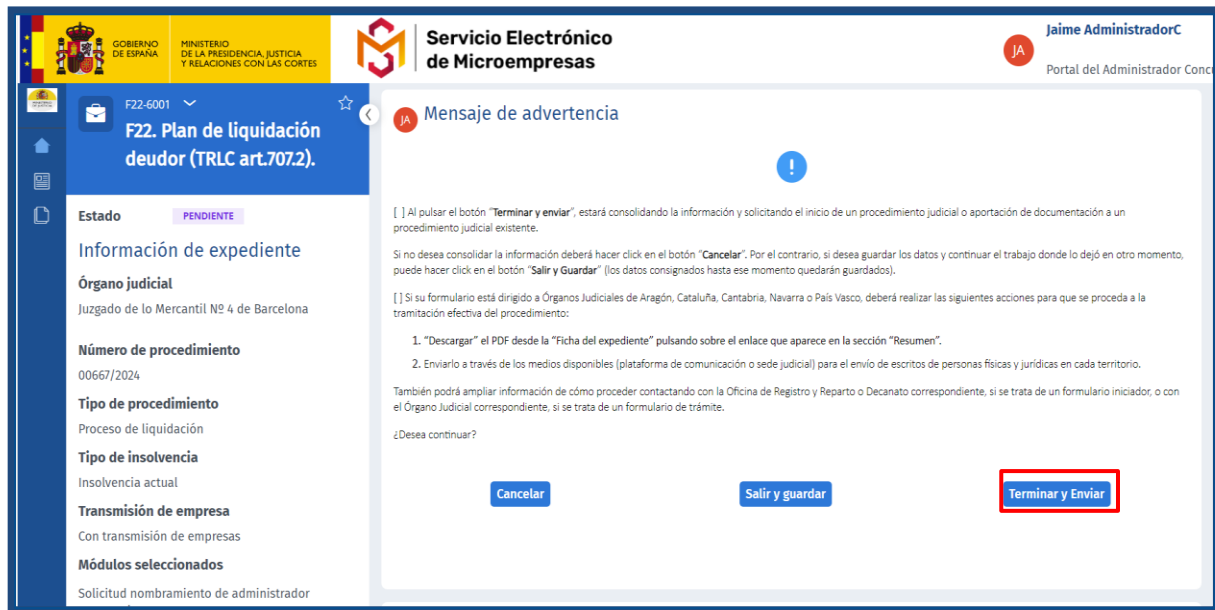 GOBIERNO
DE ESPAÑA
MINISTERIO
DE LA PRESIDENCIA, JUSTICIA
Y RELACIONES CON LAS CORTES
Servicio Electrónico
de Microempresas
JA
Jaime AdministradorC
Portal del Administrador Conc
F22-6001
F22. Plan de liquidación
deudor (TRLC art.707.2).
Estado PENDIENTE
Información de expediente
Órgano judicial
Juzgado de lo Mercantil Nº 4 de Barcelona
Número de procedimiento
00667/2024
Tipo de procedimiento
Proceso de liquidación
Tipo de insolvencia
Insolvencia actual
Transmisión de empresa
Con transmisión de empresas
Módulos seleccionados
Solicitud nombramiento de administrador
JA Mensaje de advertencia
!
[ ] Al pulsar el botón "Terminar y enviar", estará consolidando la información y solicitando el inicio de un procedimiento judicial o aportación de documentación a un
procedimiento judicial existente.
Si no desea consolidar la información deberá hacer click en el botón "Cancelar". Por el contrario, si desea guardar los datos y continuar el trabajo donde lo dejó en otro momento,
puede hacer click en el botón "Salir y Guardar" (los datos consignados hasta ese momento quedarán guardados).
[ ] Si su formulario está dirigido a Órganos Judiciales de Aragón, Cataluña, Cantabria, Navarra o País Vasco, deberá realizar las siguientes acciones para que se proceda a la
tramitación efectiva del procedimiento:
1. "Descargar" el PDF desde la "Ficha del expediente" pulsando sobre el enlace que aparece en la sección "Resumen".
2. Enviarlo a través de los medios disponibles (plataforma de comunicación o sede judicial) para el envío de escritos de personas físicas y jurídicas en cada territorio.
También podrá ampliar información de cómo proceder contactando con la Oficina de Registro y Reparto o Decanato correspondiente, si se trata de un formulario iniciador, o con
el Órgano Judicial correspondiente, si se trata de un formulario de trámite.
¿Desea continuar?
Cancelar
Salir y guardar
Terminar y Enviar